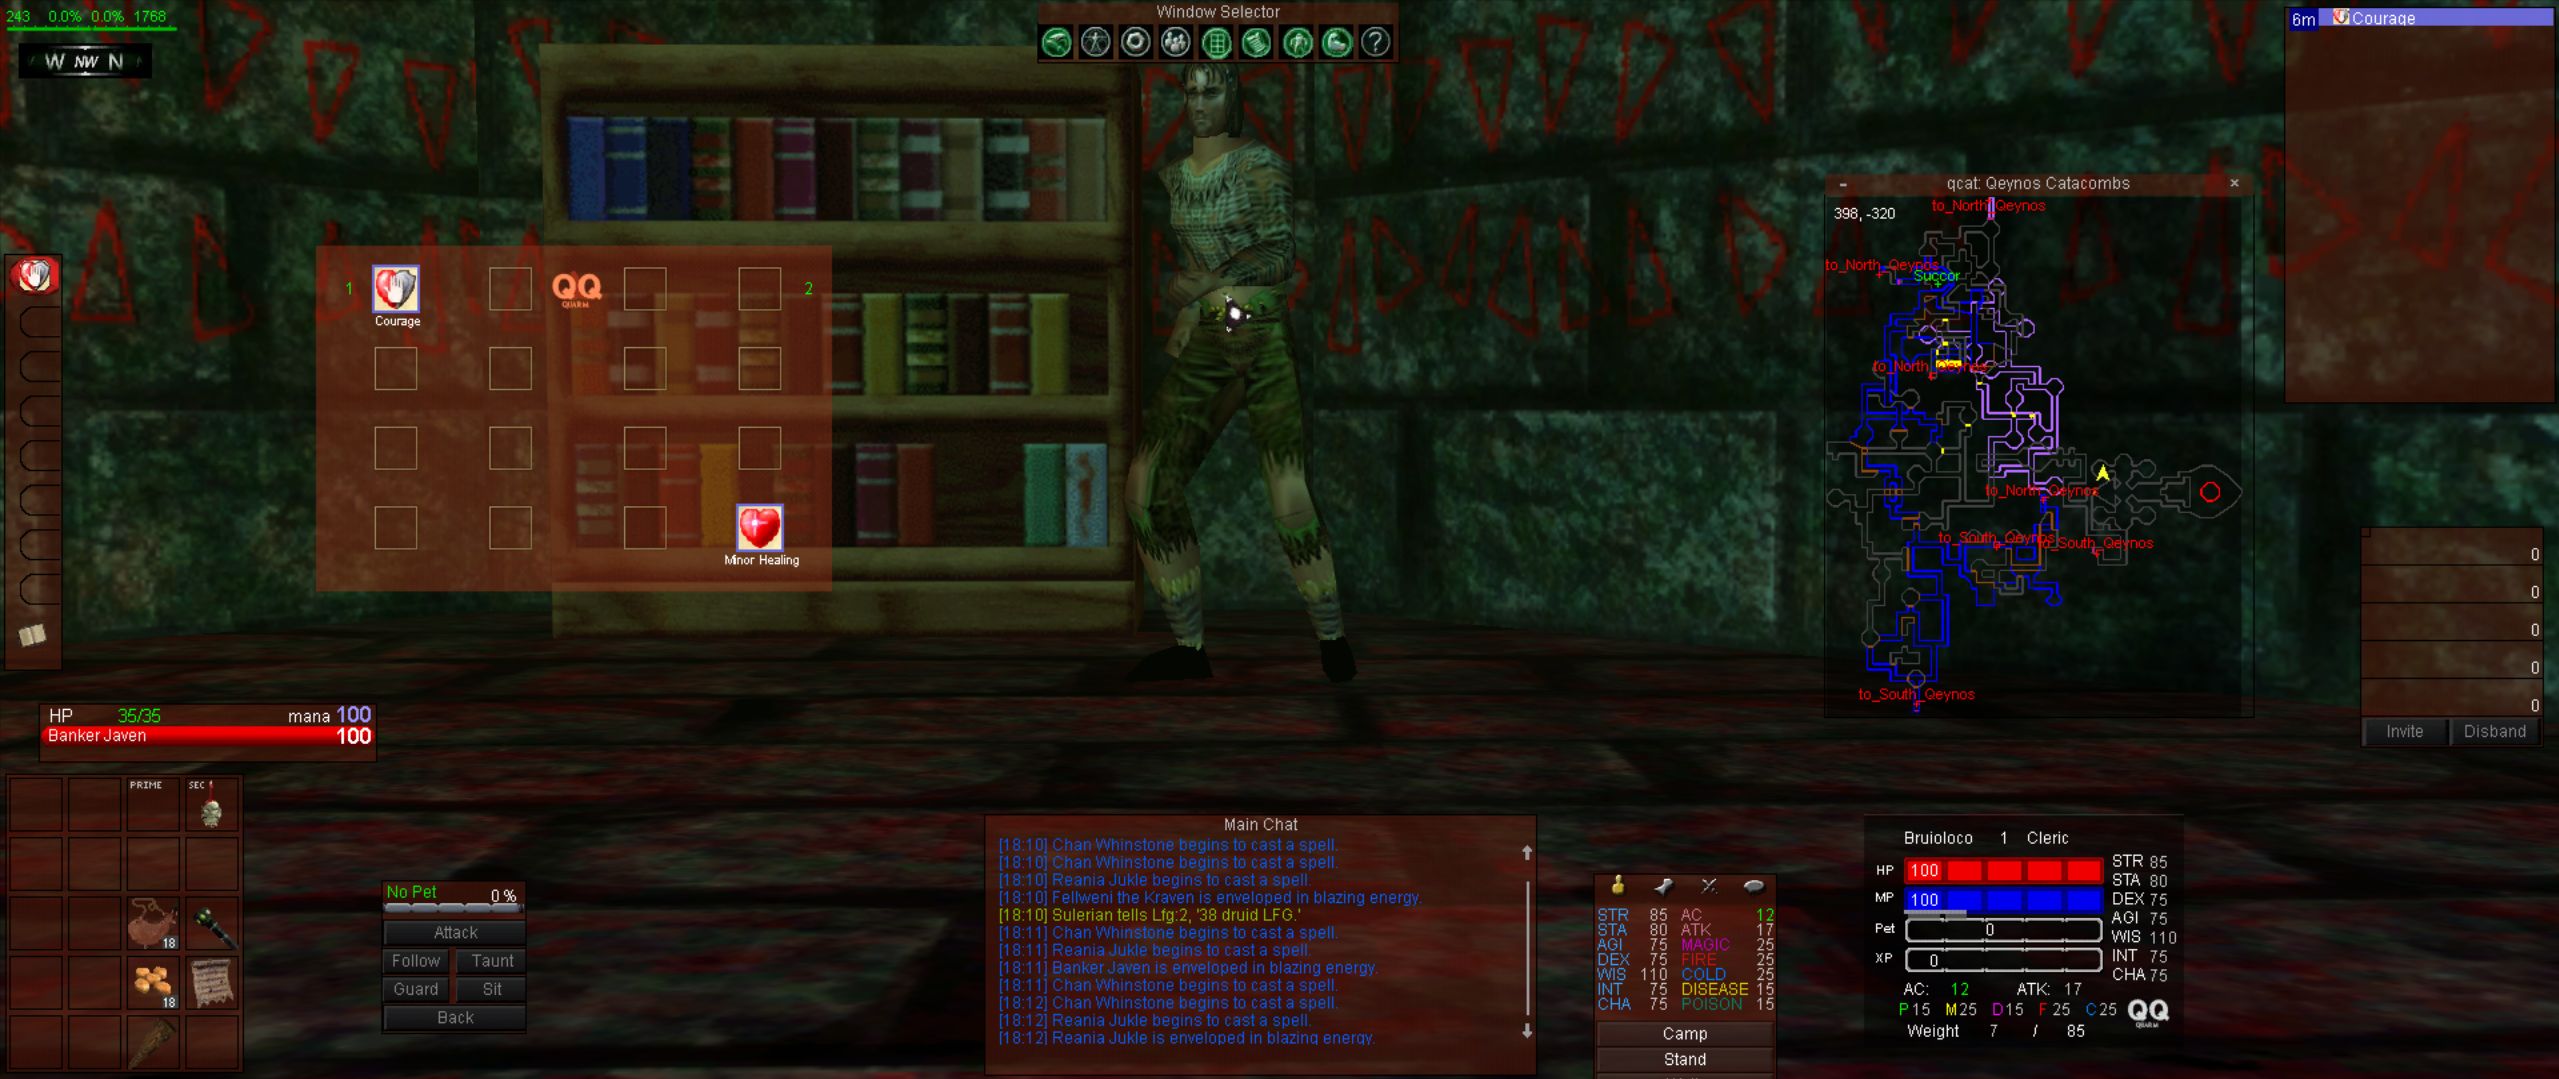 243 0.0% 0.0% 1768
W NW N
Window Selector
?
6m Courage
qcat: Qeynos Catacombs
398, -320
to_North_Qeynos
to_North_Qeynos
Succor
to_North_Qeynos
to_North_Qeynos
to_South_Qeynos
to_South_Qeynos
to_South_Qeynos
1
QQ
QUARM
2
Courage
Minor Healing
HP 35/35 mana 100
Banker Javen 100
0
0
0
0
0
Invite Disband
PRIME SEC
18
18
No Pet 0 %
Attack
Follow Taunt
Guard Sit
Back
Main Chat
[18:10] Chan Whinstone begins to cast a spell.
[18:10] Chan Whinstone begins to cast a spell.
[18:10] Reania Jukle begins to cast a spell.
[18:10] Fellweni the Kraven is enveloped in blazing energy.
[18:10] Sulerian tells Lfg:2, '38 druid LFG.'
[18:11] Chan Whinstone begins to cast a spell.
[18:11] Reania Jukle begins to cast a spell.
[18:11] Banker Javen is enveloped in blazing energy.
[18:11] Chan Whinstone begins to cast a spell.
[18:12] Chan Whinstone begins to cast a spell.
[18:12] Reania Jukle begins to cast a spell.
[18:12] Reania Jukle is enveloped in blazing energy.
STR 85 AC 12
STA 80 ATK 17
AGI 75 MAGIC 25
DEX 75 FIRE 25
WIS 110 COLD 25
INT 75 DISEASE 15
CHA 75 POISON 15
Camp
Stand
Bruioloco 1 Cleric
HP 100
MP 100
Pet 0
XP 0
STR 85
STA 80
DEX 75
AGI 75
WIS 110
INT 75
CHA 75
AC: 12 ATK: 17
P 15 M 25 D 15 F 25 C 25
QQ
QUARM
Weight 7 / 85